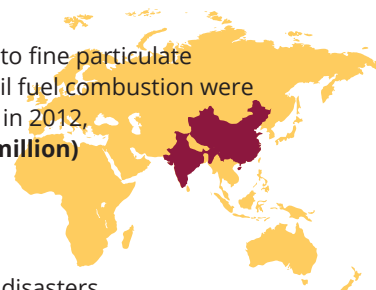 to fine particulate
il fuel combustion were
in 2012,
million)
disasters